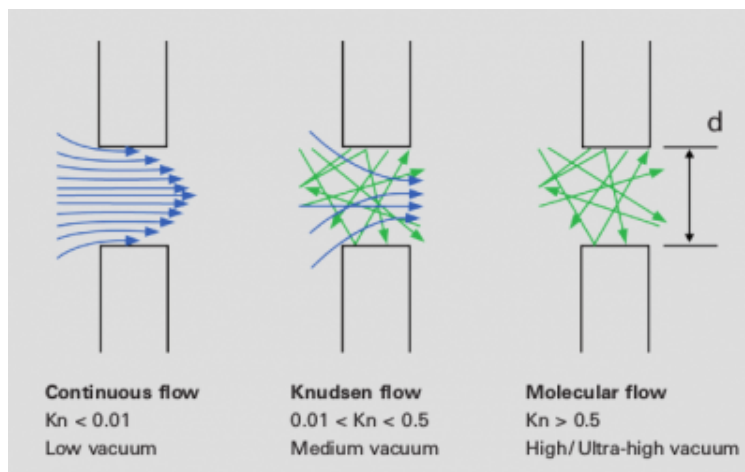 d
Continuous flow
Kn < 0.01
Low vacuum
Knudsen flow
0.01 < Kn < 0.5
Medium vacuum
Molecular flow
Kn > 0.5
High/Ultra-high vacuum